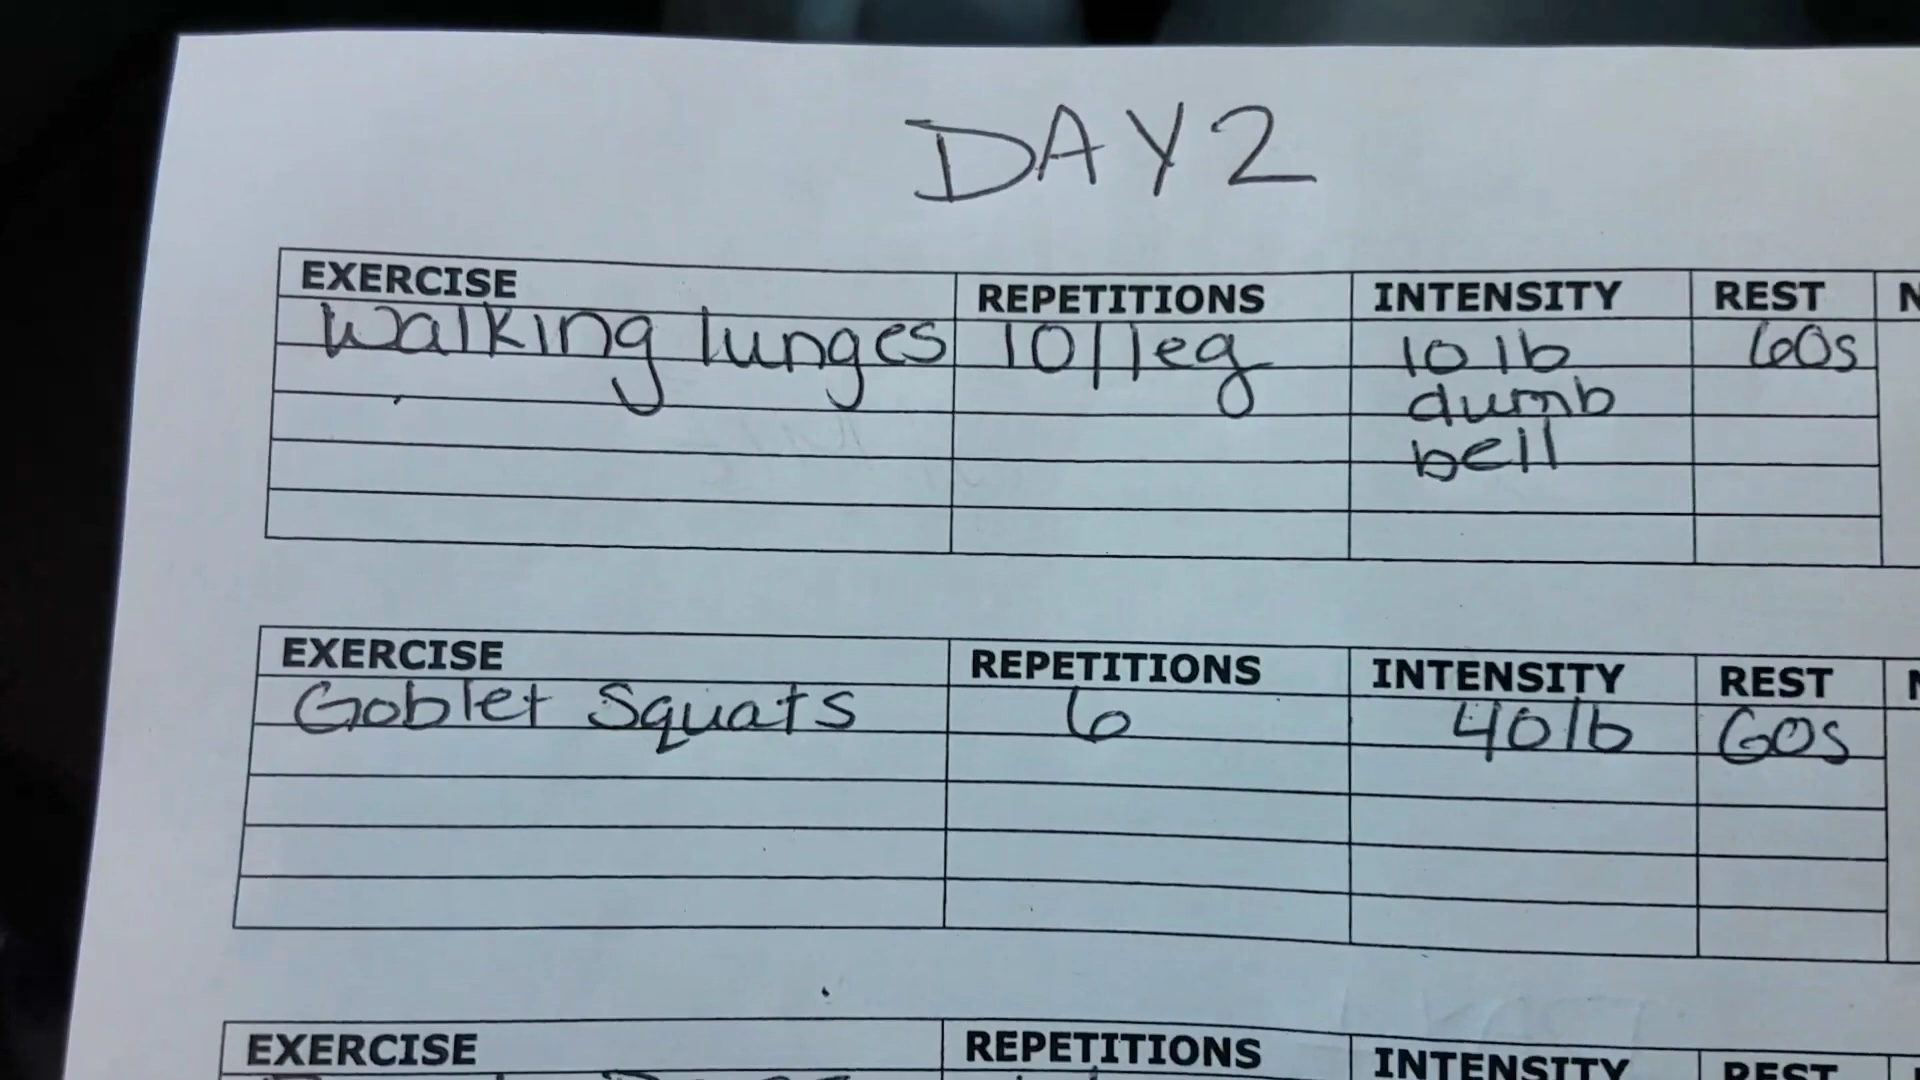 DAY 2
EXERCISE REPETITIONS INTENSITY REST
Walking lunges 10/leg 10 lb 60s
dumb
bell
EXERCISE REPETITIONS INTENSITY REST
Goblet Squats 6 40lb 60s
EXERCISE REPETITIONS INTENSITY REST